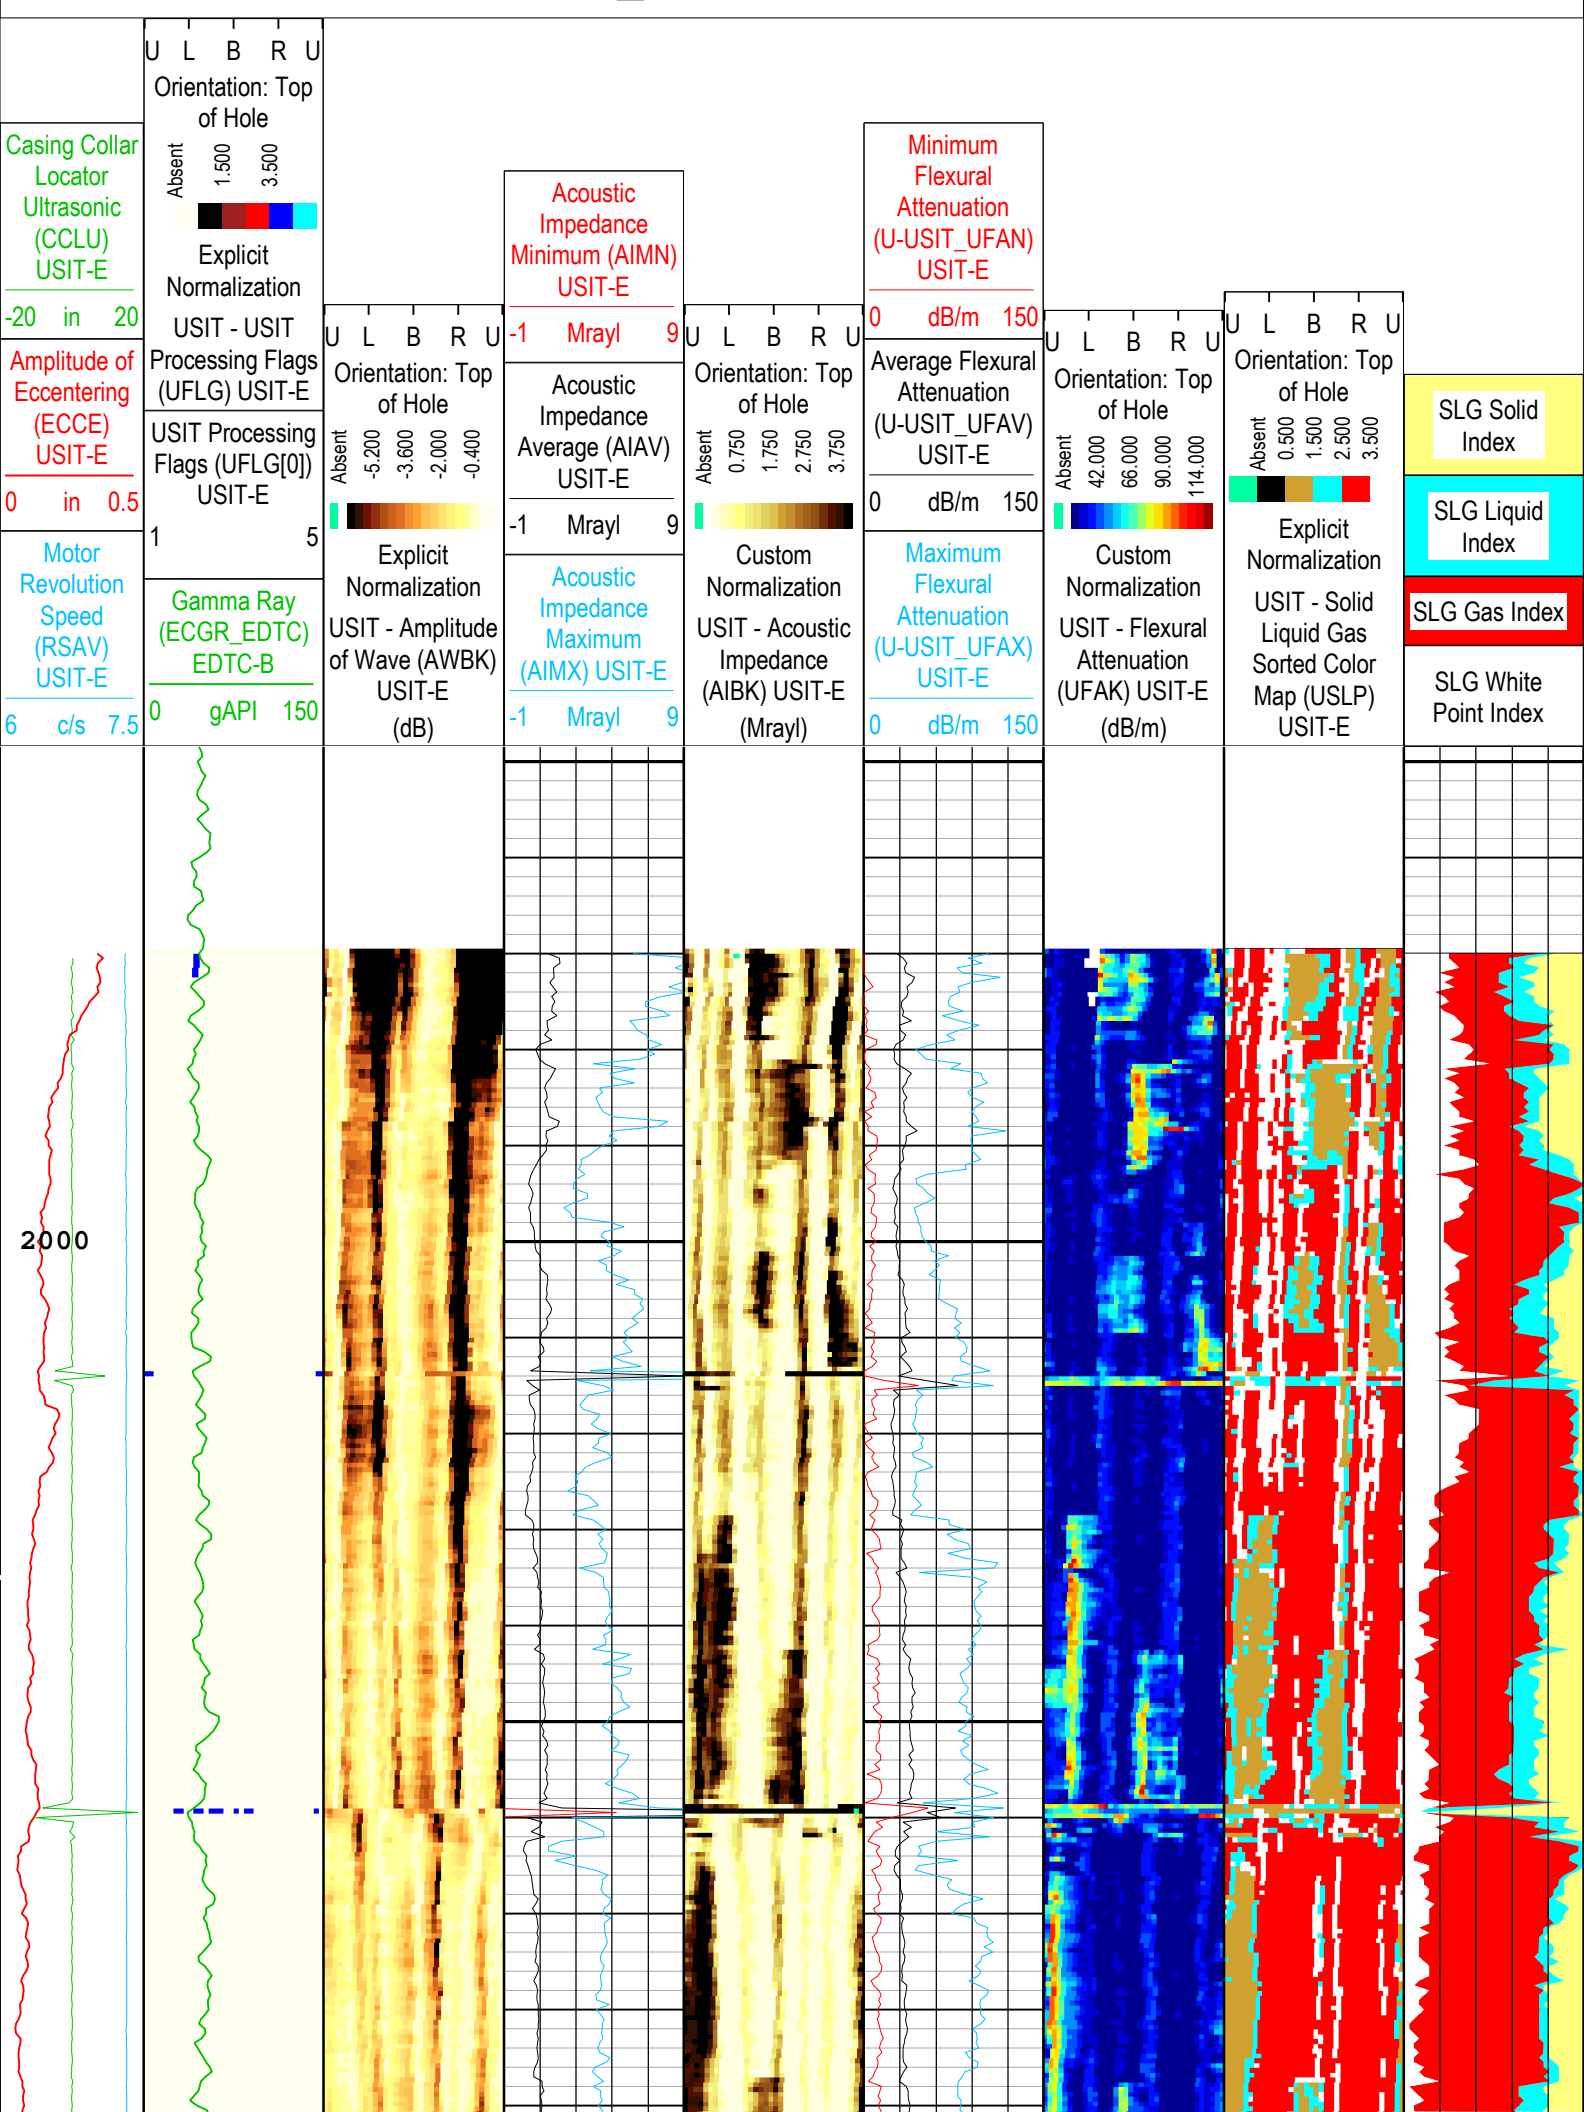 Casing Collar
Locator
Ultrasonic
(CCLU)
USIT-E
-20 in 20
Amplitude of
Eccentering
(ECCE)
USIT-E
0 in 0.5
Motor
Revolution
Speed
(RSAV)
USIT-E
6 c/s 7.5
U L B R U
Orientation: Top
of Hole
Absent
1.500
3.500
Explicit
Normalization
USIT - USIT
Processing Flags
(UFLG) USIT-E
USIT Processing
Flags (UFLG[0])
USIT-E
1 5
Gamma Ray
(ECGR_EDTC)
EDTC-B
0 gAPI 150
U L B R U
Orientation: Top
of Hole
Absent
-5.200
-3.600
-2.000
-0.400
Explicit
Normalization
USIT - Amplitude
of Wave (AWBK)
USIT-E
(dB)
Acoustic
Impedance
Minimum (AIMN)
USIT-E
-1 Mrayl 9
Acoustic
Impedance
Average (AIAV)
USIT-E
-1 Mrayl 9
Acoustic
Impedance
Maximum
(AIMX) USIT-E
-1 Mrayl 9
U L B R U
Orientation: Top
of Hole
Absent
0.750
1.750
2.750
3.750
Custom
Normalization
USIT - Acoustic
Impedance
(AIBK) USIT-E
(Mrayl)
Minimum
Flexural
Attenuation
(U-USIT_UFAN)
USIT-E
0 dB/m 150
Average Flexural
Attenuation
(U-USIT_UFAV)
USIT-E
0 dB/m 150
Maximum
Flexural
Attenuation
(U-USIT_UFAX)
USIT-E
0 dB/m 150
U L B R U
Orientation: Top
of Hole
Absent
42.000
66.000
90.000
114.000
Custom
Normalization
USIT - Flexural
Attenuation
(UFAK) USIT-E
(dB/m)
U L B R U
Orientation: Top
of Hole
Absent
0.500
1.500
2.500
3.500
Explicit
Normalization
USIT - Solid
Liquid Gas
Sorted Color
Map (USLP)
USIT-E
SLG Solid
Index
SLG Liquid
Index
SLG Gas Index
SLG White
Point Index
2000